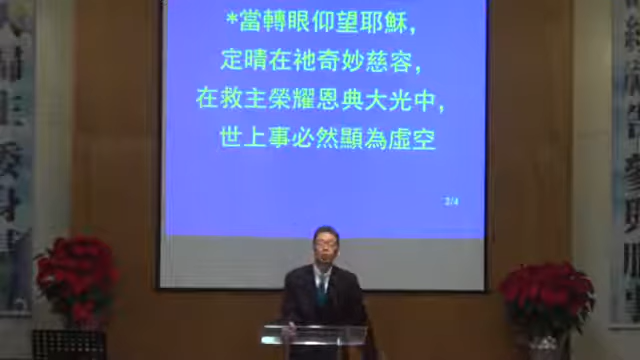 *當轉眼仰望耶穌,
定睛在祂奇妙慈容,
在救主榮耀恩典大光中,
世上事必然顯為虛空
2/4